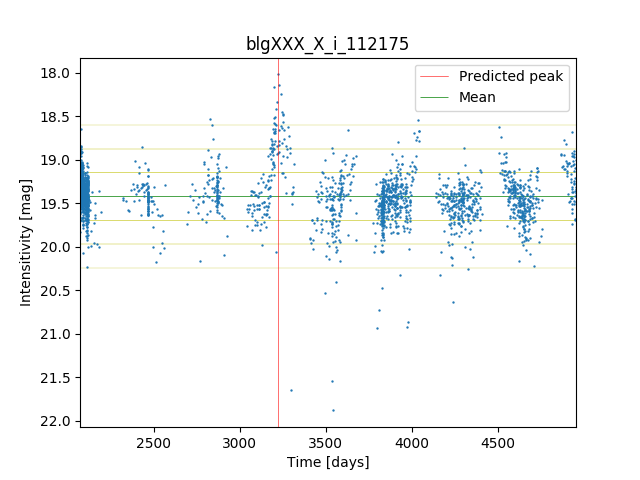 blgXXX_X_i_112175
Predicted peak
Mean
Intensitivity [mag]
18.0
18.5
19.0
19.5
20.0
20.5
21.0
21.5
22.0
2500
3000
3500
4000
4500
Time [days]